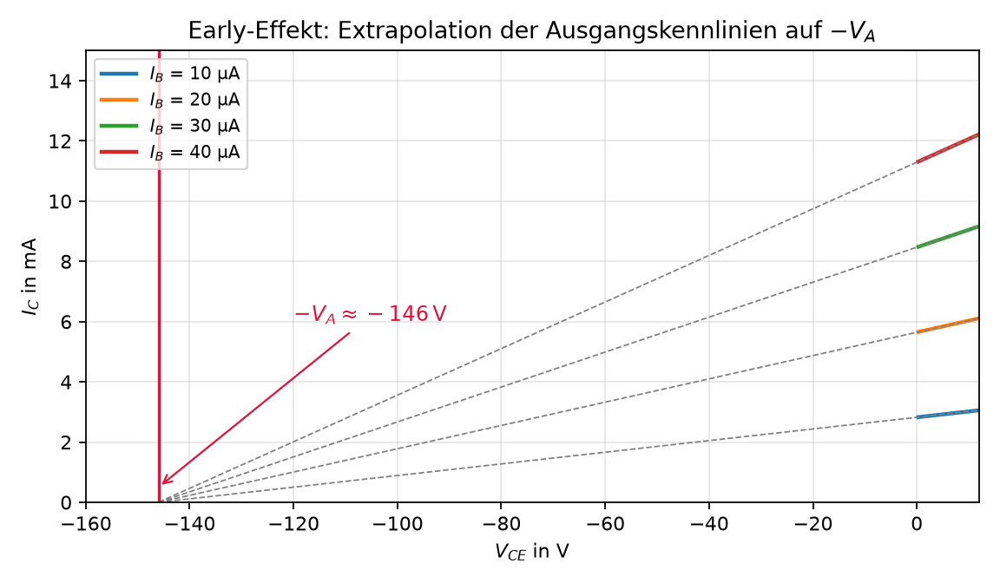 Early-Effekt: Extrapolation der Ausgangskennlinien auf −V_A
I_B = 10 µA
I_B = 20 µA
I_B = 30 µA
I_B = 40 µA
14
12
10
8
6
4
2
0
I_C in mA
−V_A ≈ − 146 V
−160 −140 −120 −100 −80 −60 −40 −20 0
V_CE in V